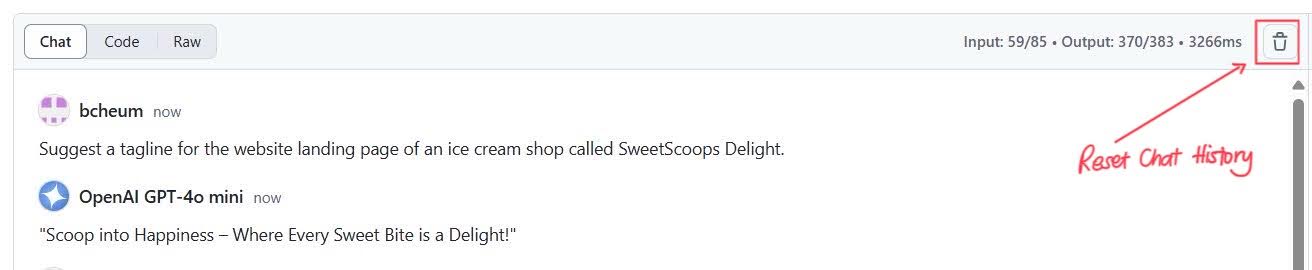 Chat Code Raw Input: 59/85 • Output: 370/383 • 3266ms
bcheum now
Suggest a tagline for the website landing page of an ice cream shop called SweetScoops Delight.
Reset Chat History
OpenAI GPT-4o mini now
"Scoop into Happiness – Where Every Sweet Bite is a Delight!"